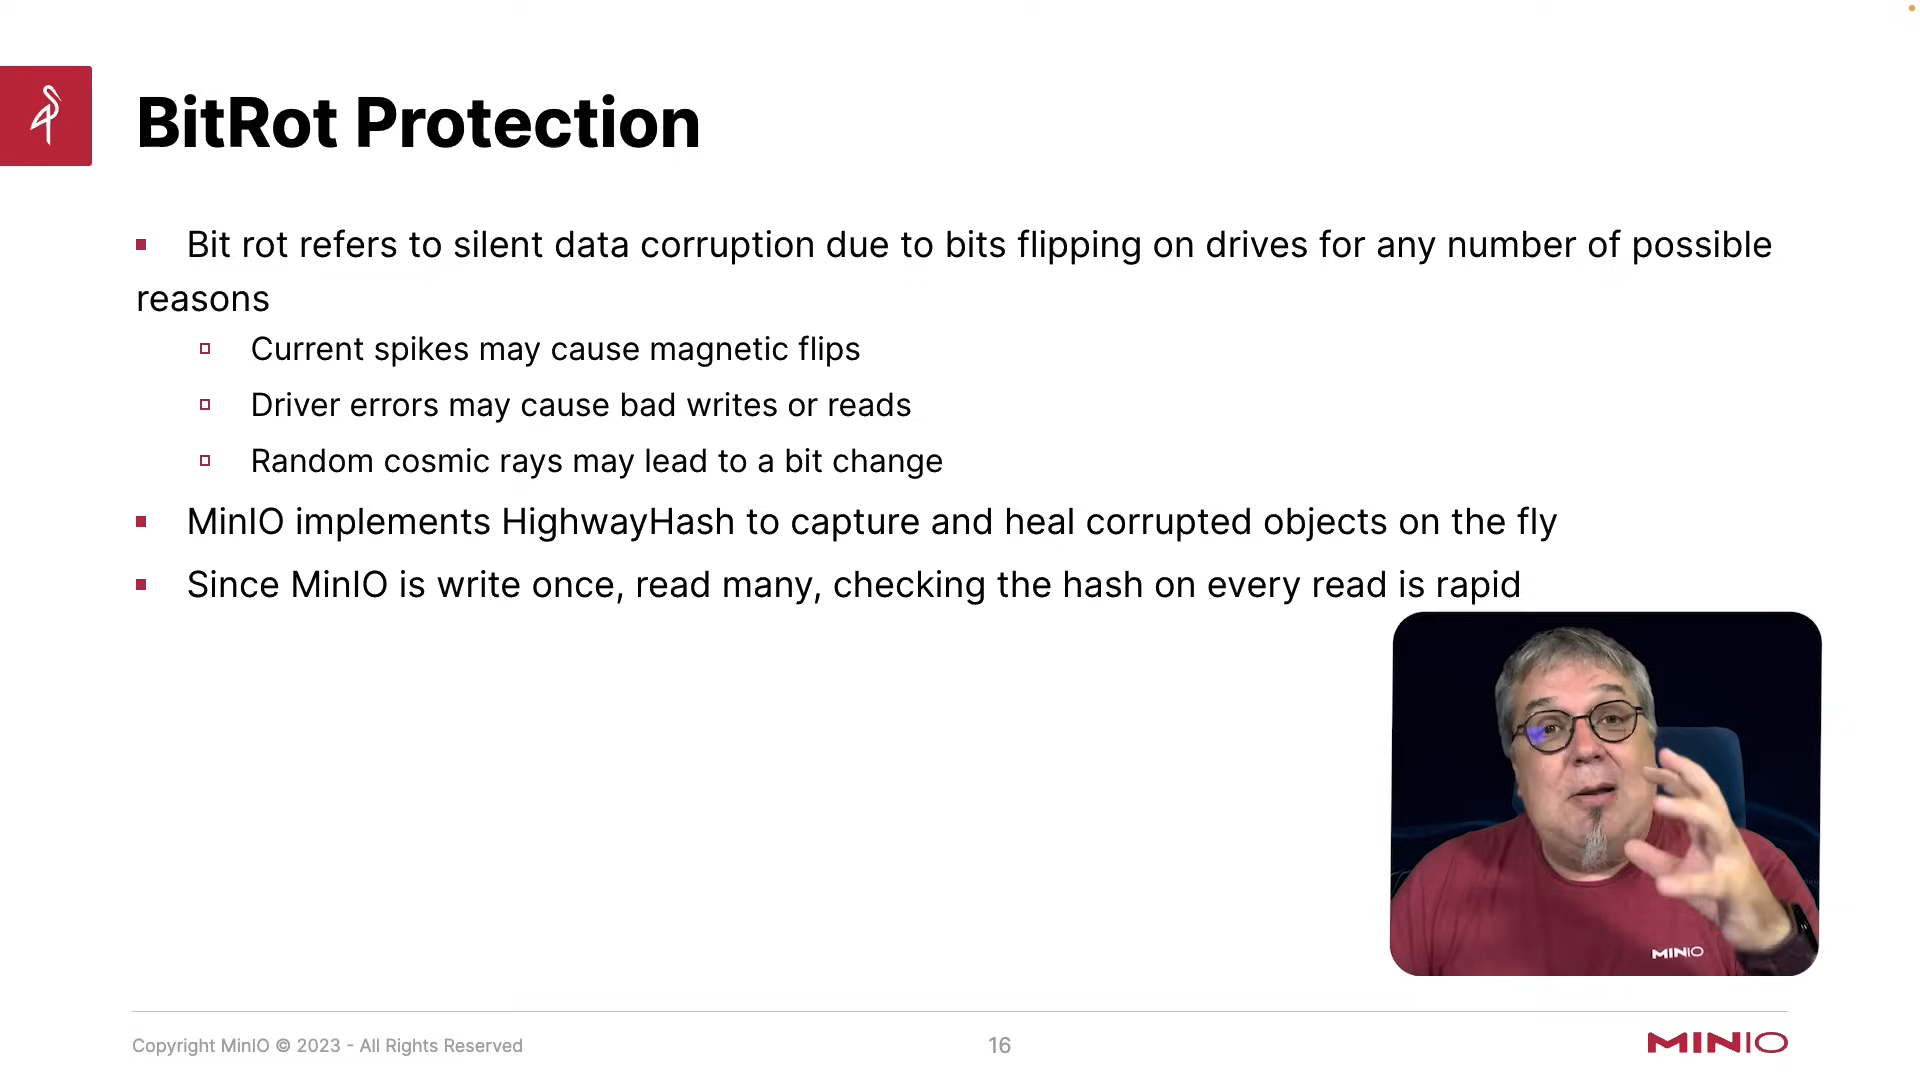 BitRot Protection
Bit rot refers to silent data corruption due to bits flipping on drives for any number of possible
reasons
Current spikes may cause magnetic flips
Driver errors may cause bad writes or reads
Random cosmic rays may lead to a bit change
MinIO implements HighwayHash to capture and heal corrupted objects on the fly
Since MinIO is write once, read many, checking the hash on every read is rapid
MINIO
Copyright MinIO © 2023 - All Rights Reserved
16
MINIO